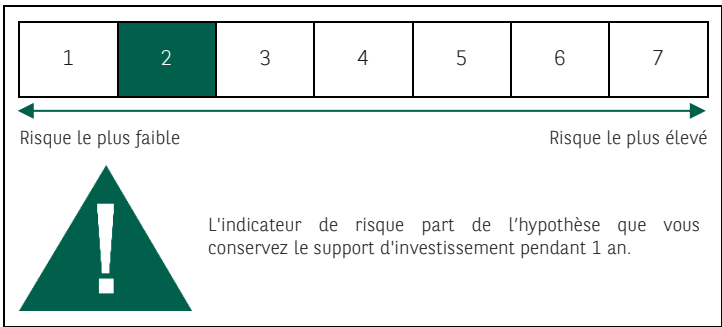 1 2 3 4 5 6 7
Risque le plus faible Risque le plus élevé
!
L'indicateur de risque part de l’hypothèse que vous
conservez le support d'investissement pendant 1 an.